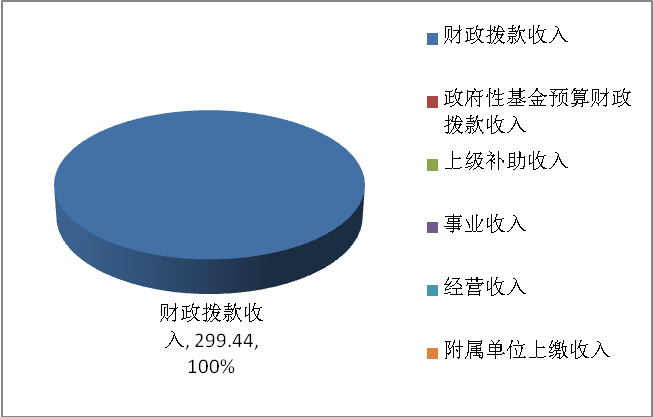 财政拨款收入
政府性基金预算财政
拨款收入
上级补助收入
事业收入
经营收入
附属单位上缴收入
财政拨款收
入, 299.44,
100%